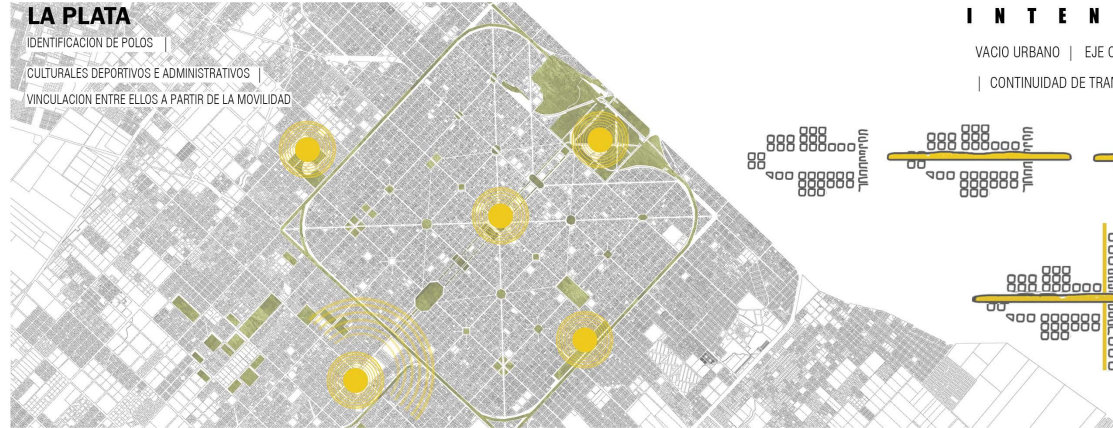 LA PLATA
IDENTIFICACION DE POLOS |
CULTURALES DEPORTIVOS E ADMINISTRATIVOS |
VINCULACION ENTRE ELLOS A PARTIR DE LA MOVILIDAD
I N T E N
VACIO URBANO | EJE
| CONTINUIDAD DE